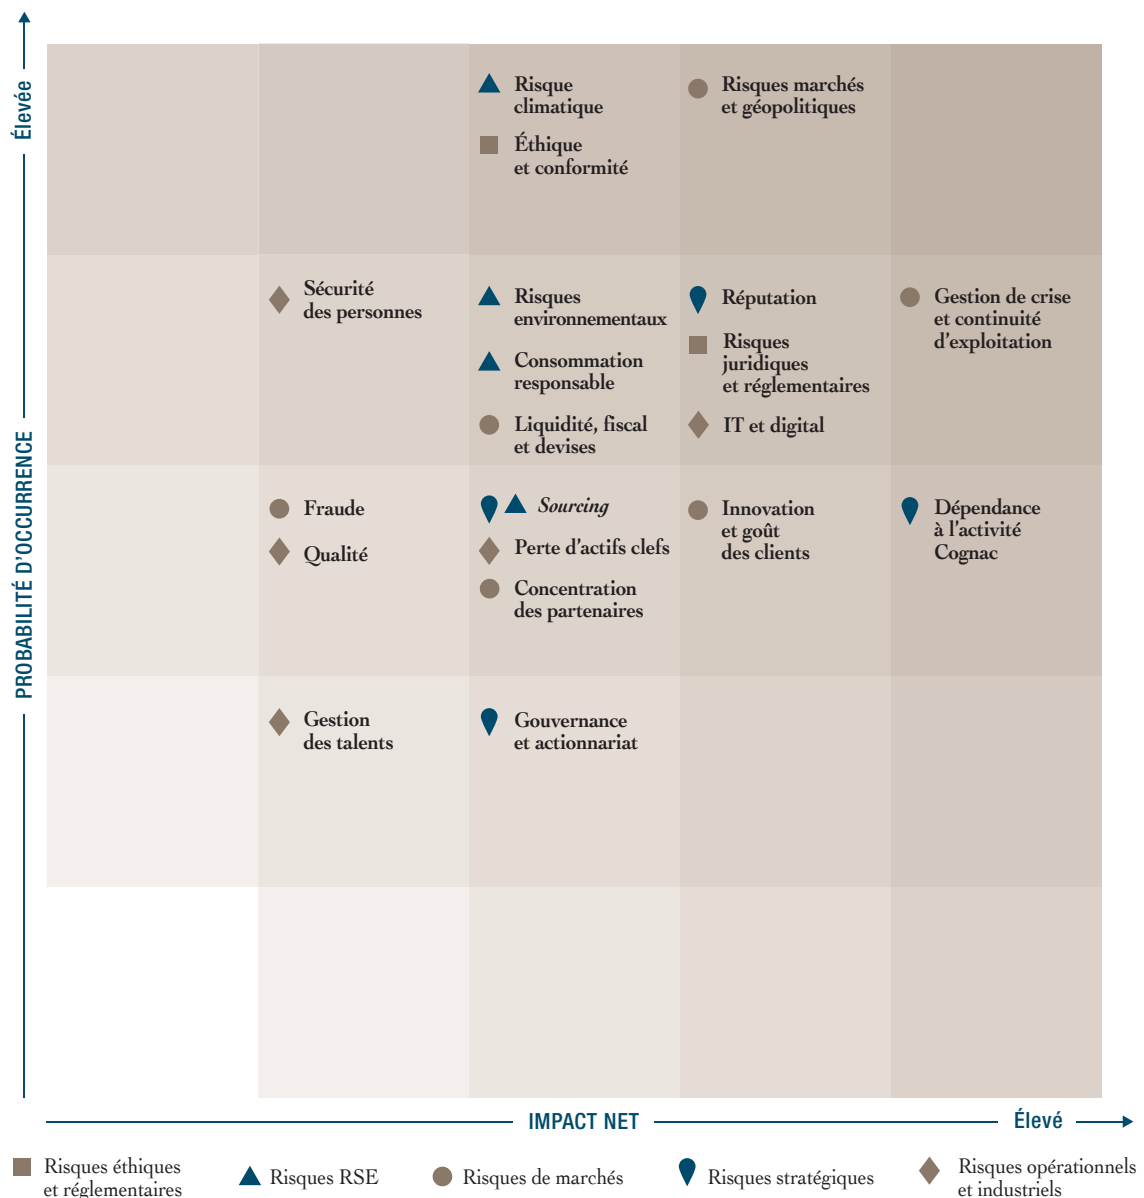 Élevée
PROBABILITÉ D'OCCURRENCE
Risque
climatique
Éthique
et conformité
Risques marchés
et géopolitiques
Sécurité
des personnes
Risques
environnementaux
Consommation
responsable
Liquidité, fiscal
et devises
Réputation
Risques
juridiques
et réglementaires
IT et digital
Gestion de crise
et continuité
d'exploitation
Fraude
Qualité
Sourcing
Perte d'actifs clefs
Concentration
des partenaires
Innovation
et goût
des clients
Dépendance
à l'activité
Cognac
Gestion
des talents
Gouvernance
et actionnariat
IMPACT NET
Élevé
Risques éthiques
et réglementaires
Risques RSE
Risques de marchés
Risques stratégiques
Risques opérationnels
et industriels